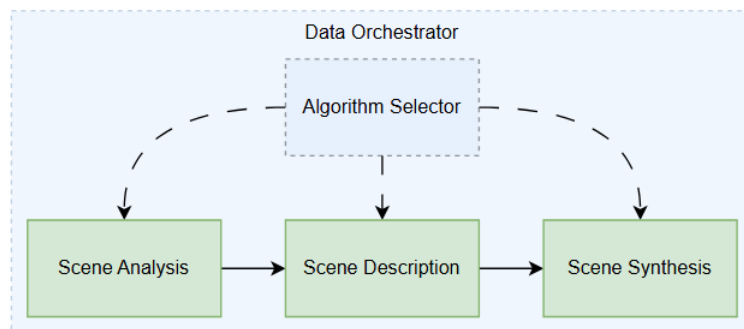 Data Orchestrator
Algorithm Selector
Scene Analysis
Scene Description
Scene Synthesis